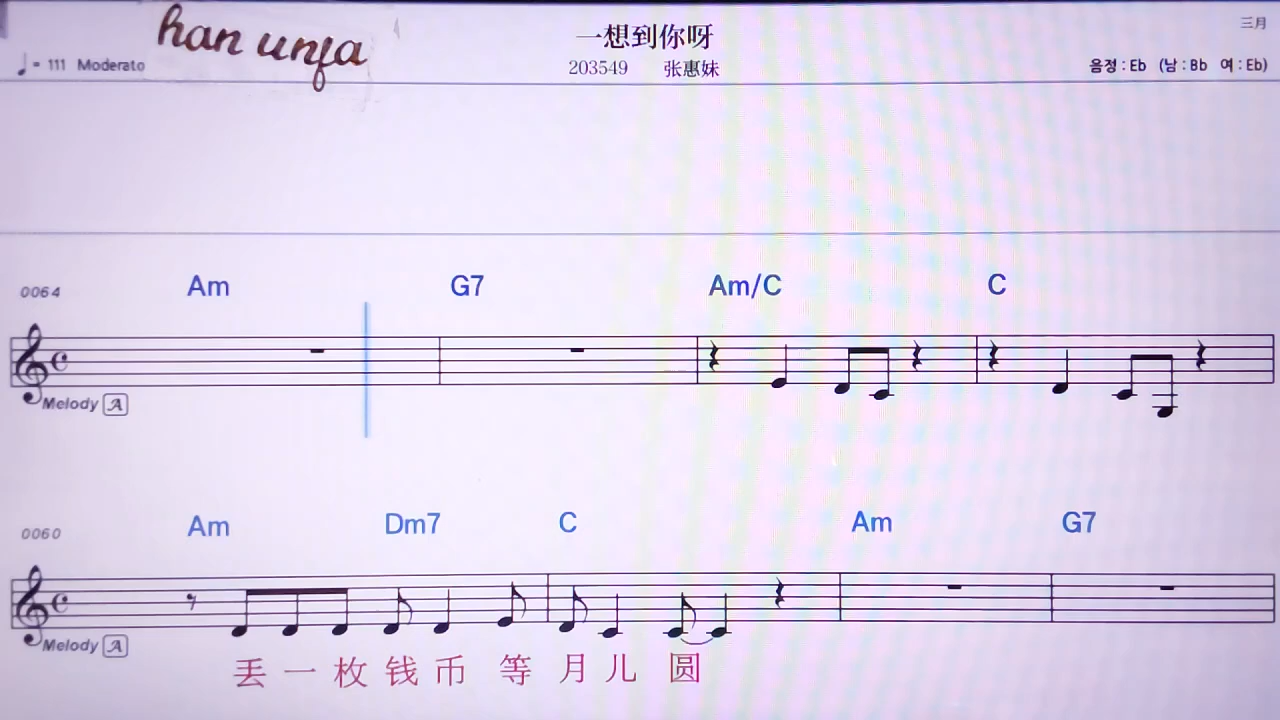 han unfa
一想到你呀
三月
♩= 111 Moderato
203549 张惠妹
음정 : Eb (남 : Bb 여 : Eb)
0064 Am G7 Am/C C
Melody A
0060 Am Dm7 C Am G7
Melody A
丢 一 枚 钱 币 等 月 儿 圆